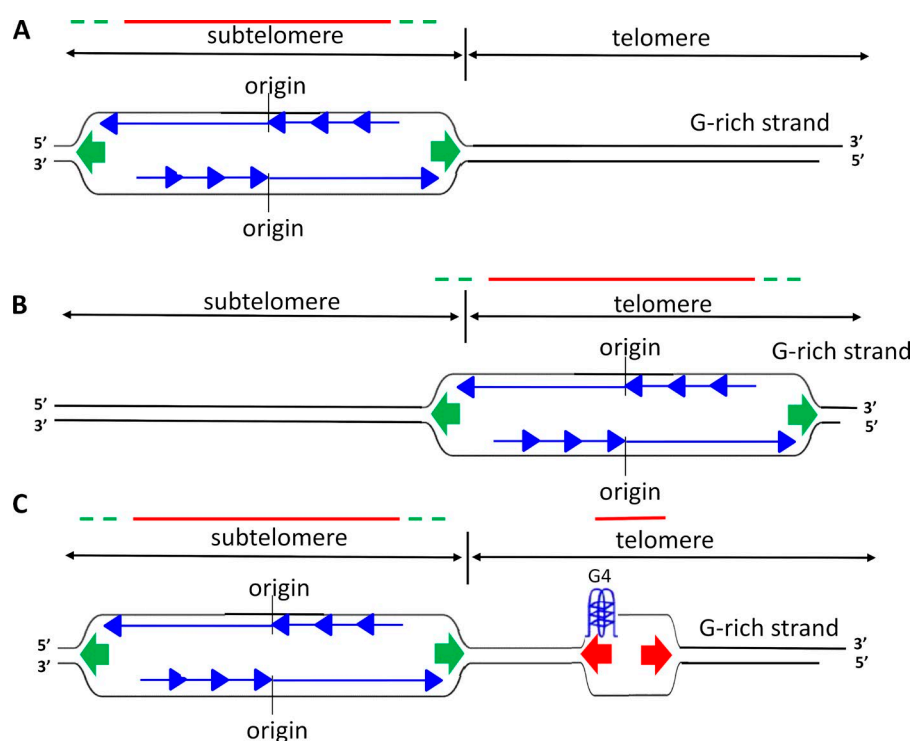 A
subtelomere telomere
origin
G-rich strand
5’ 3’
3’ 5’
origin
B
subtelomere telomere
origin
G-rich strand
5’ 3’
3’ 5’
origin
C
subtelomere telomere
G4
origin
G-rich strand
5’ 3’
3’ 5’
origin